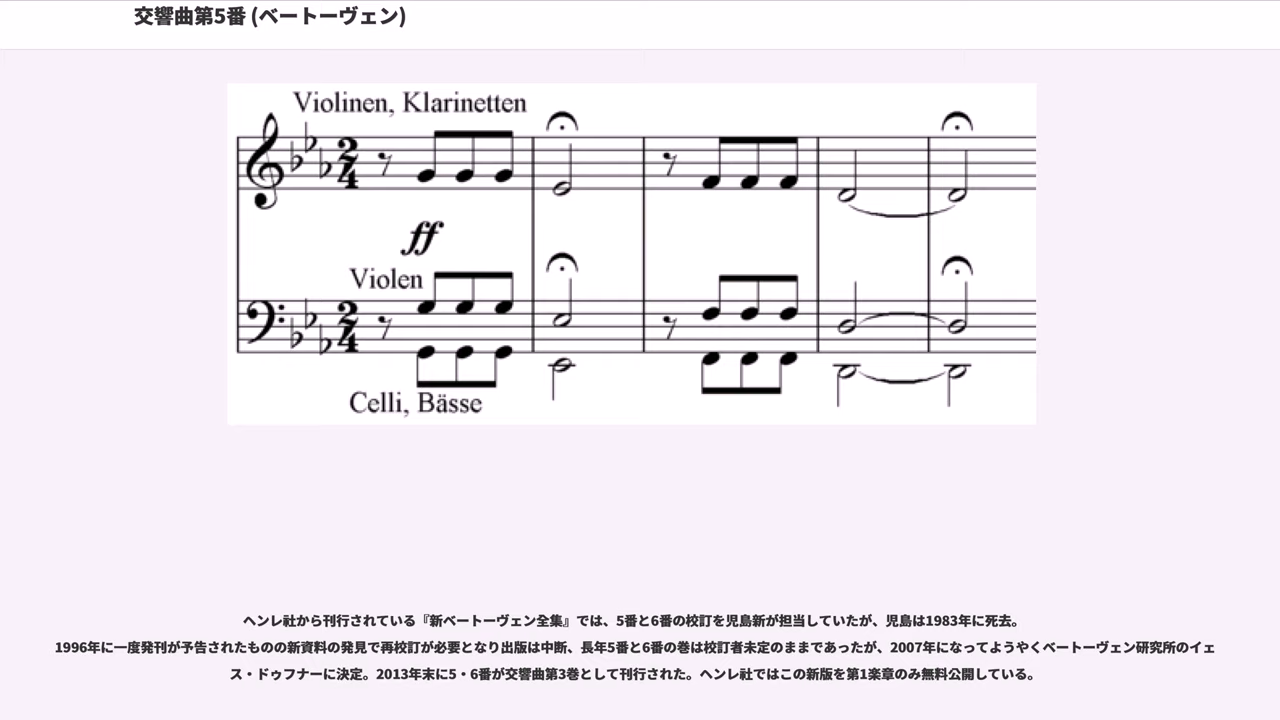 交響曲第5番 (ベートーヴェン)
Violinen, Klarinetten
2
4
ff
Violen
2
4
Celli, Bässe
ヘンレ社から刊行されている『新ベートーヴェン全集』では、5番と6番の校訂を児島新が担当していたが、児島は1983年に死去。
1996年に一度発刊が予告されたものの新資料の発見で再校訂が必要となり出版は中断、長年5番と6番の巻は校訂者未定のままであったが、2007年になってようやくベートーヴェン研究所のイェ
ス・ドゥフナーに決定。2013年末に5・6番が交響曲第3巻として刊行された。ヘンレ社ではこの新版を第1楽章のみ無料公開している。